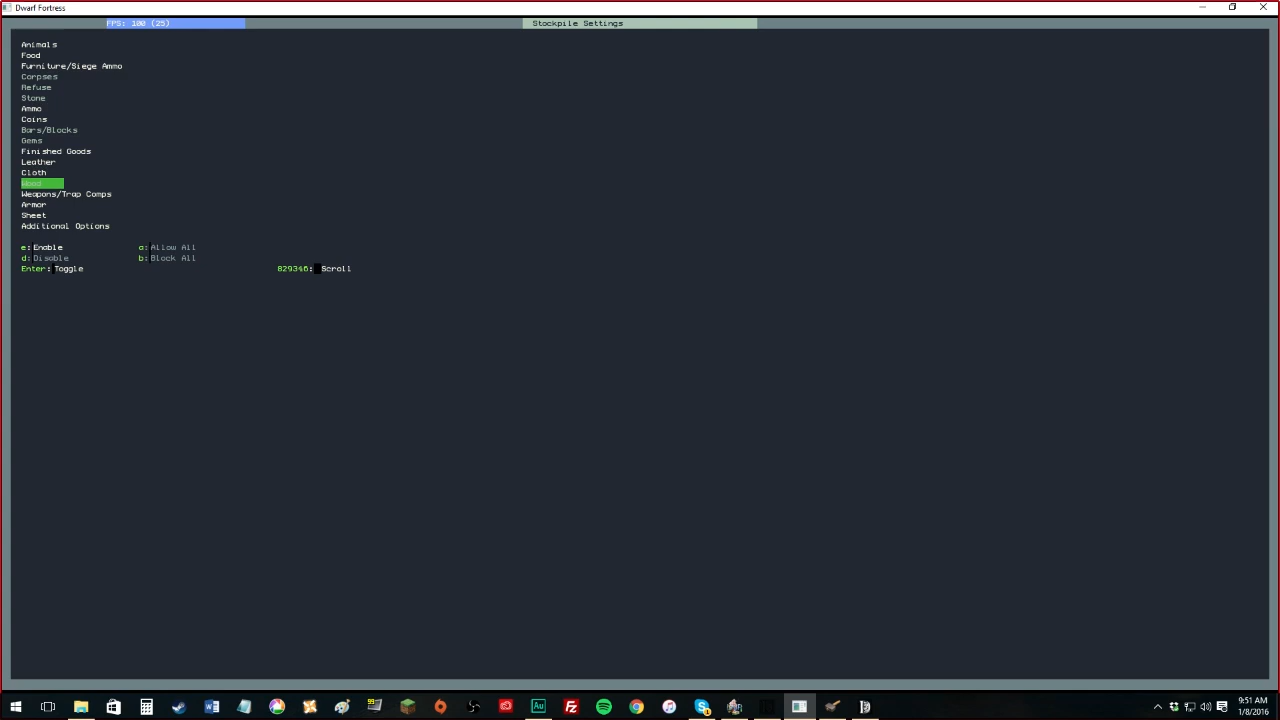 Dwarf Fortress
FPS: 100 (25)
Stockpile Settings
Animals
Food
Furniture/Siege Ammo
Corpses
Refuse
Stone
Ammo
Coins
Bars/Blocks
Gems
Finished Goods
Leather
Cloth
Wood
Weapons/Trap Comps
Armor
Sheet
Additional Options
e: Enable a: Allow All
d: Disable b: Block All
Enter: Toggle 829346: Scroll
9:51 AM
1/8/2016